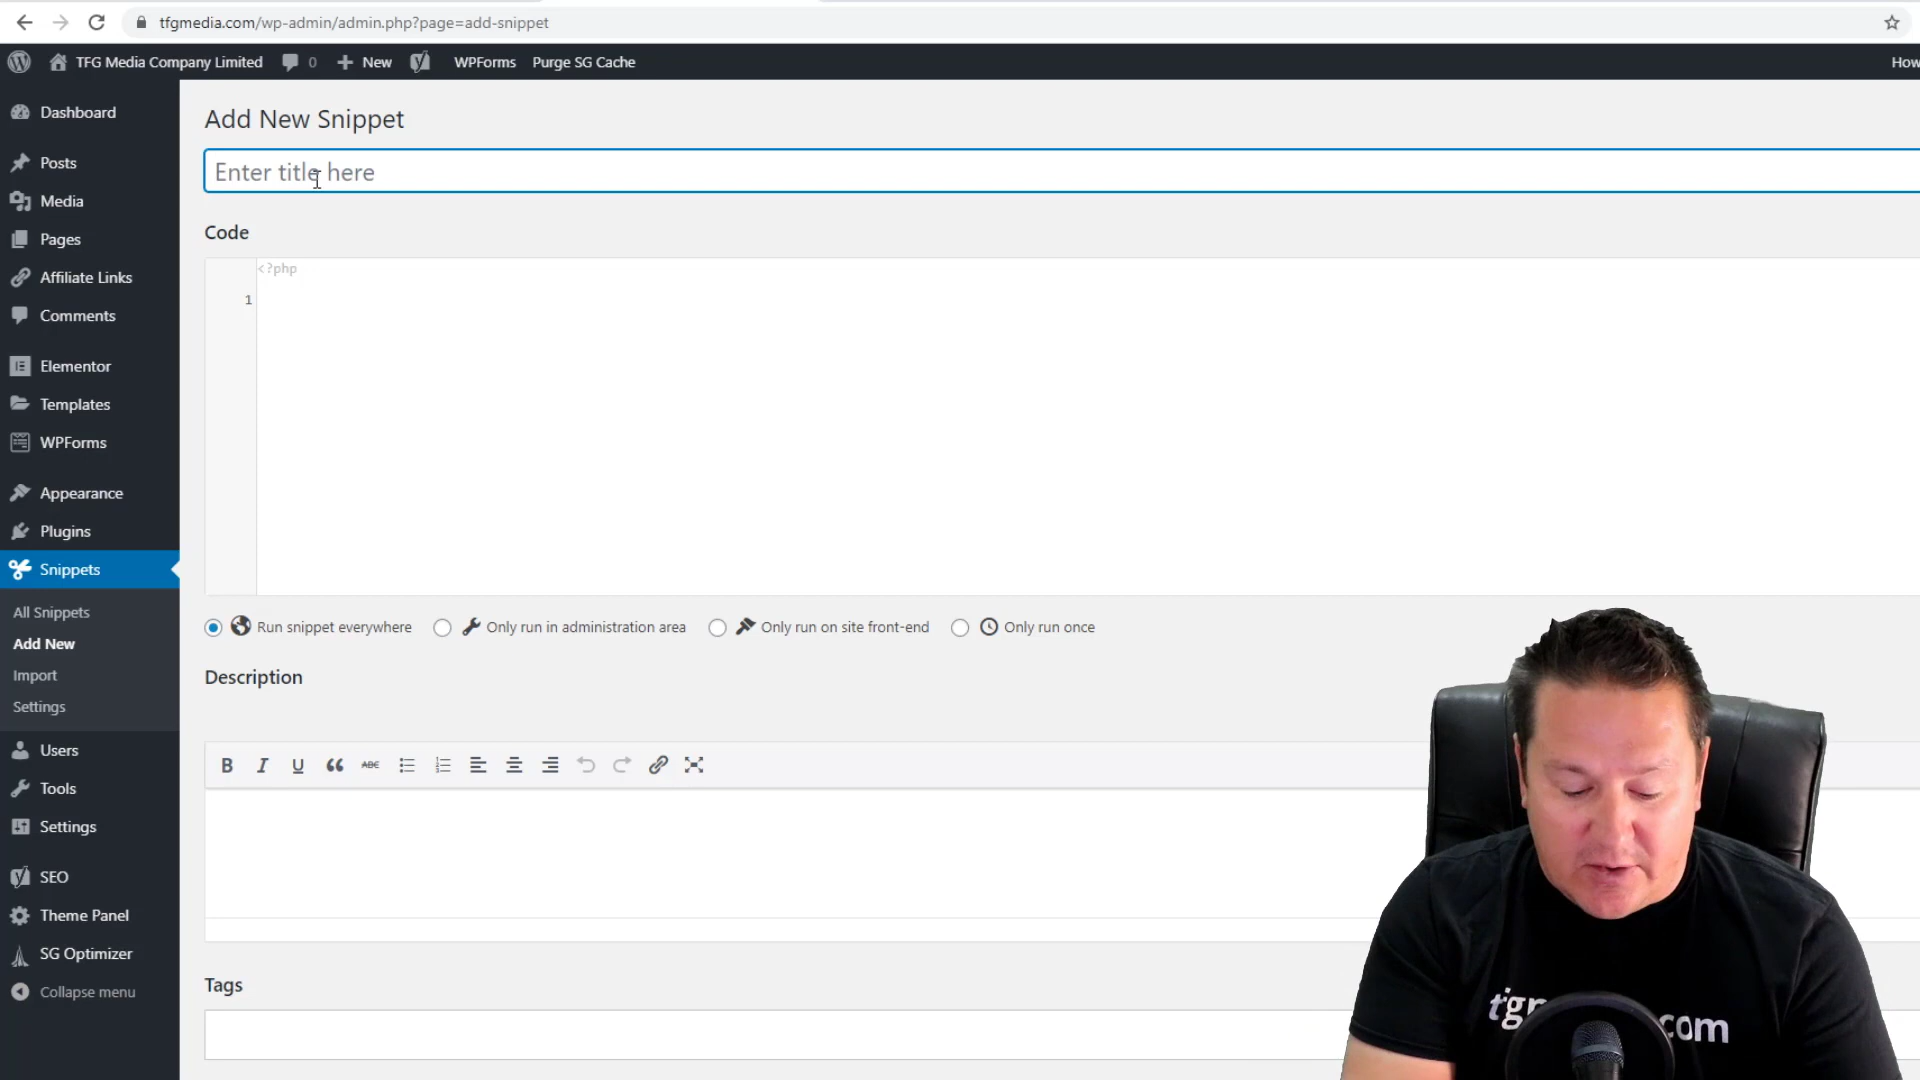 tfgmedia.com/wp-admin/admin.php?page=add-snippet
TFG Media Company Limited 0 New WPForms Purge SG Cache
How
Dashboard
Posts
Media
Pages
Affiliate Links
Comments
Elementor
Templates
WPForms
Appearance
Plugins
Snippets
All Snippets
Add New
Import
Settings
Users
Tools
Settings
SEO
Theme Panel
SG Optimizer
Collapse menu
Add New Snippet
Enter title here
Code
<?php
1
Run snippet everywhere Only run in administration area Only run on site front-end Only run once
Description
B I U ABC
Tags
.com